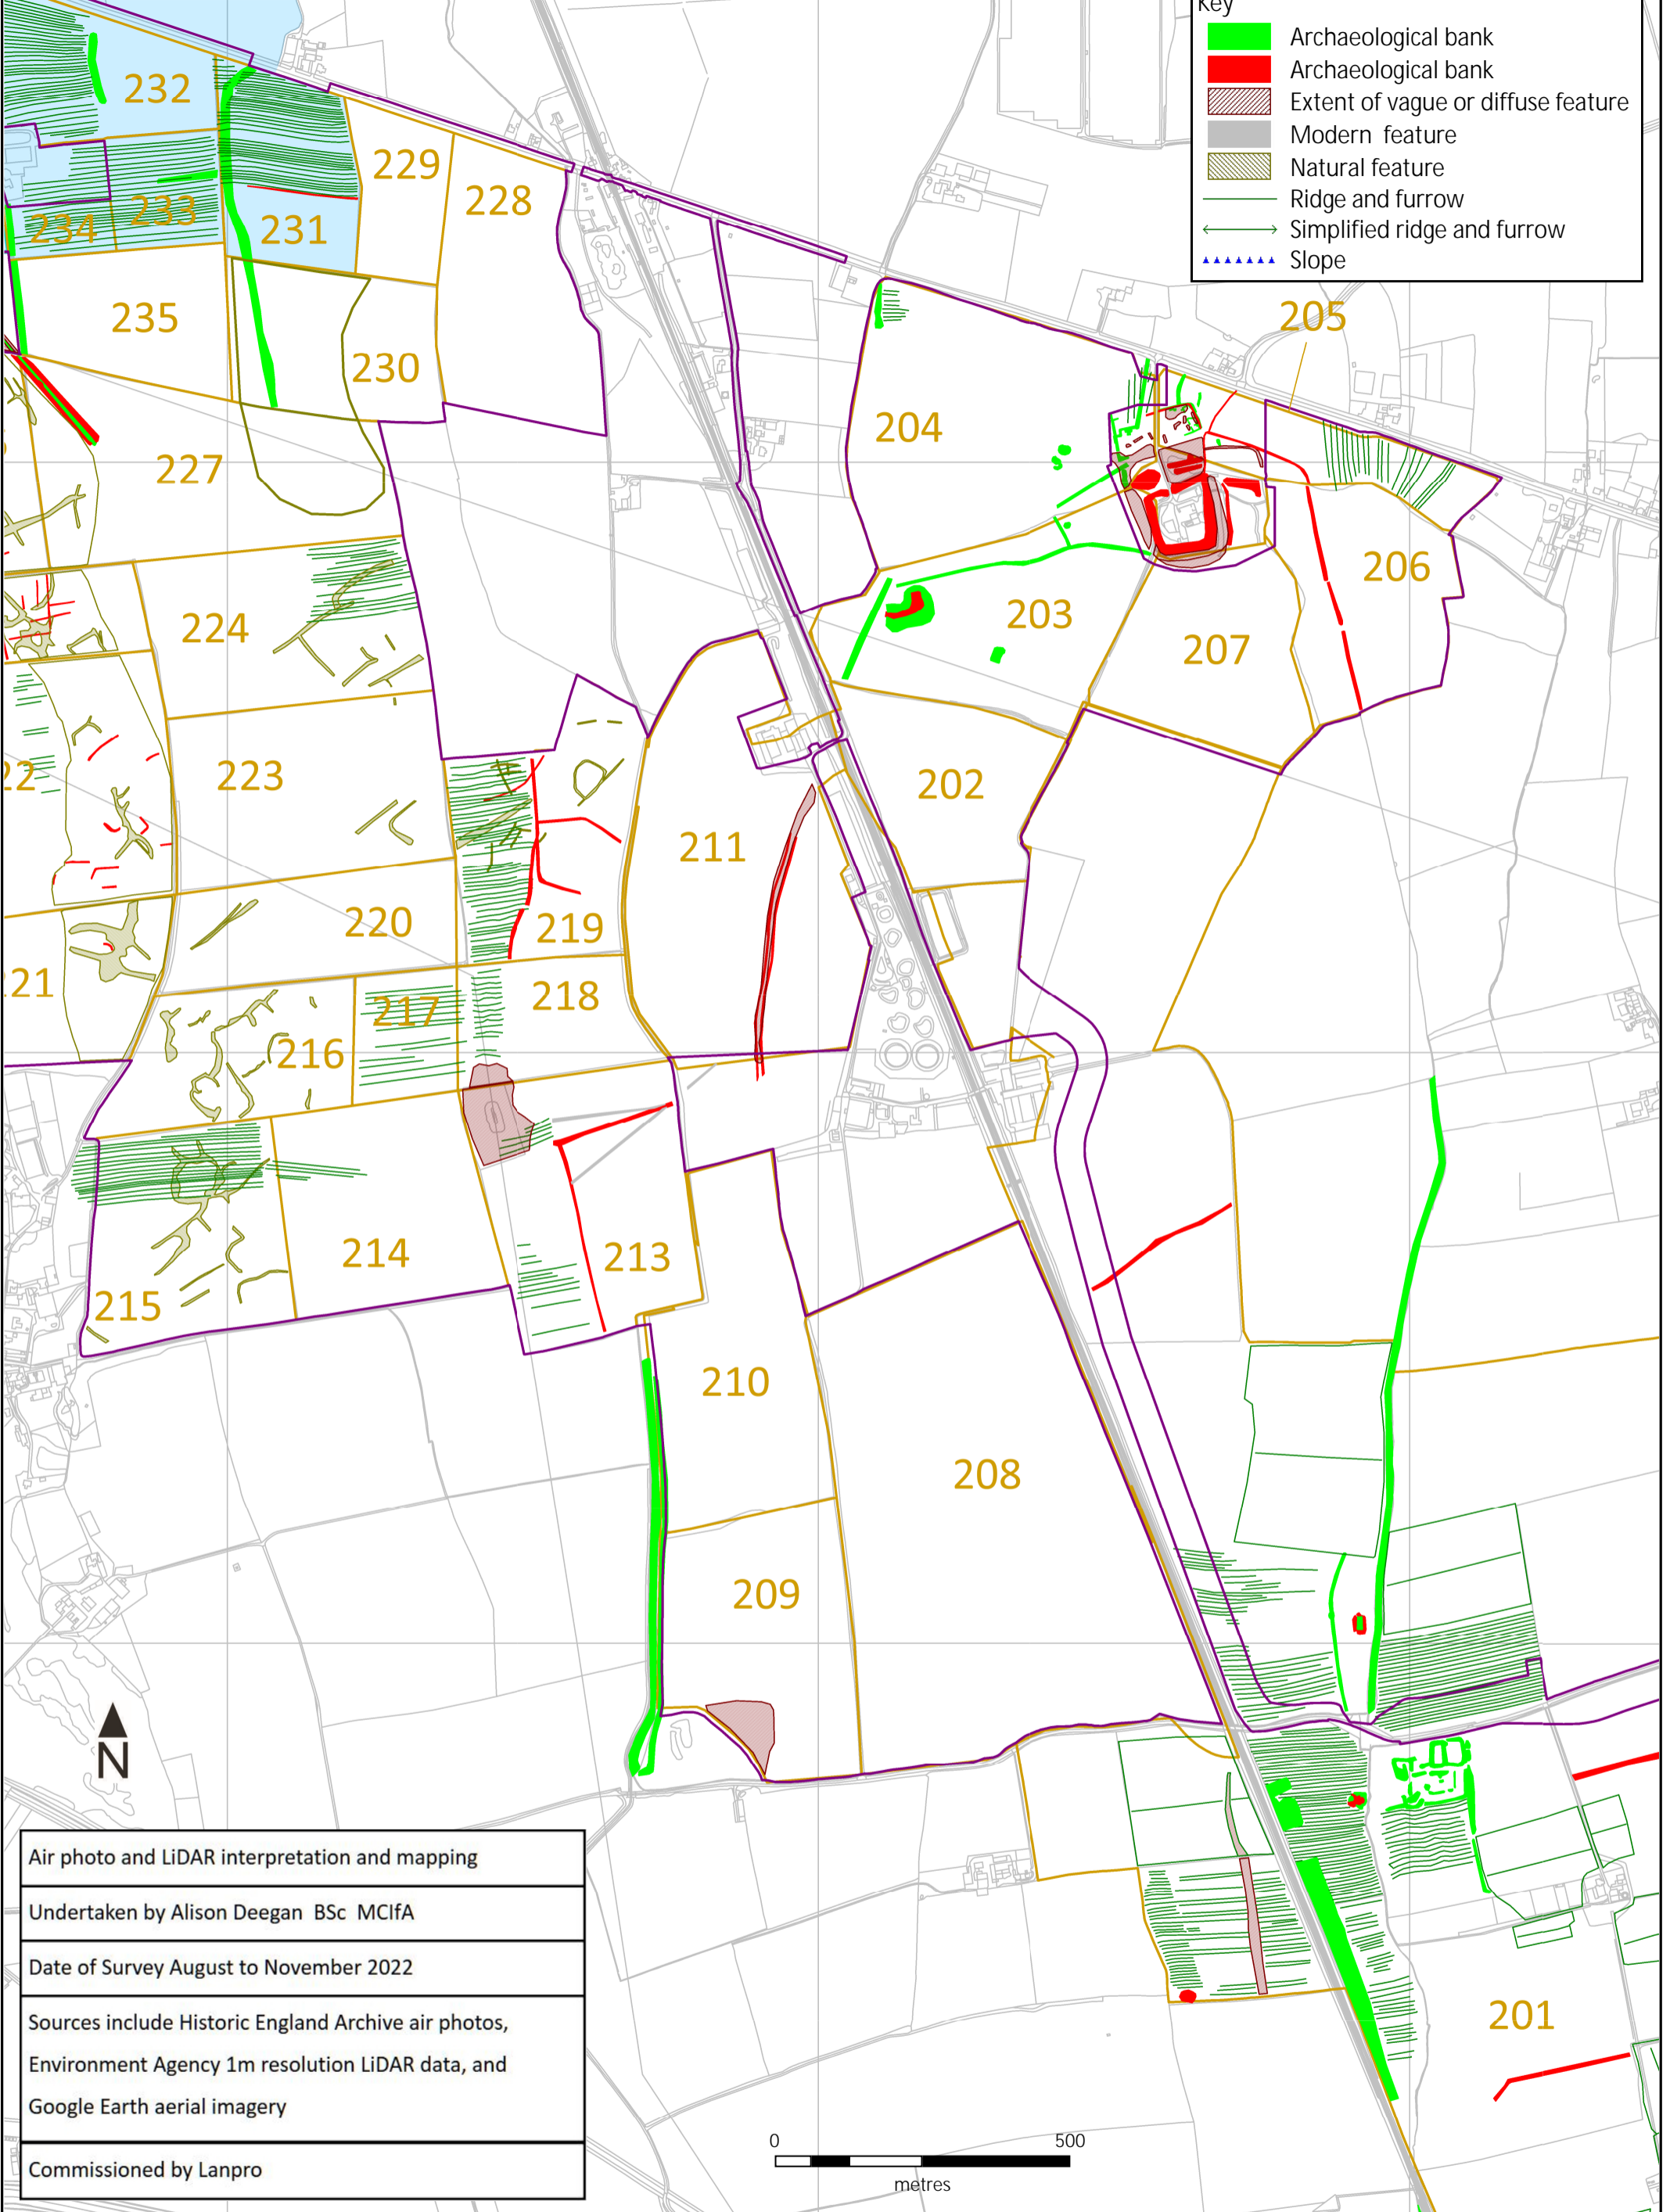 Key
Archaeological bank
Archaeological bank
Extent of vague or diffuse feature
Modern feature
Natural feature
Ridge and furrow
Simplified ridge and furrow
Slope
232
229
228
234
233
231
235
230
205
204
227
206
203
207
224
223
202
22
211
220
219
21
218
217
216
214
213
215
210
208
209
201
N
Air photo and LiDAR interpretation and mapping
Undertaken by Alison Deegan BSc MCIfA
Date of Survey August to November 2022
Sources include Historic England Archive air photos,
Environment Agency 1m resolution LiDAR data, and
Google Earth aerial imagery
Commissioned by Lanpro
0 500
metres